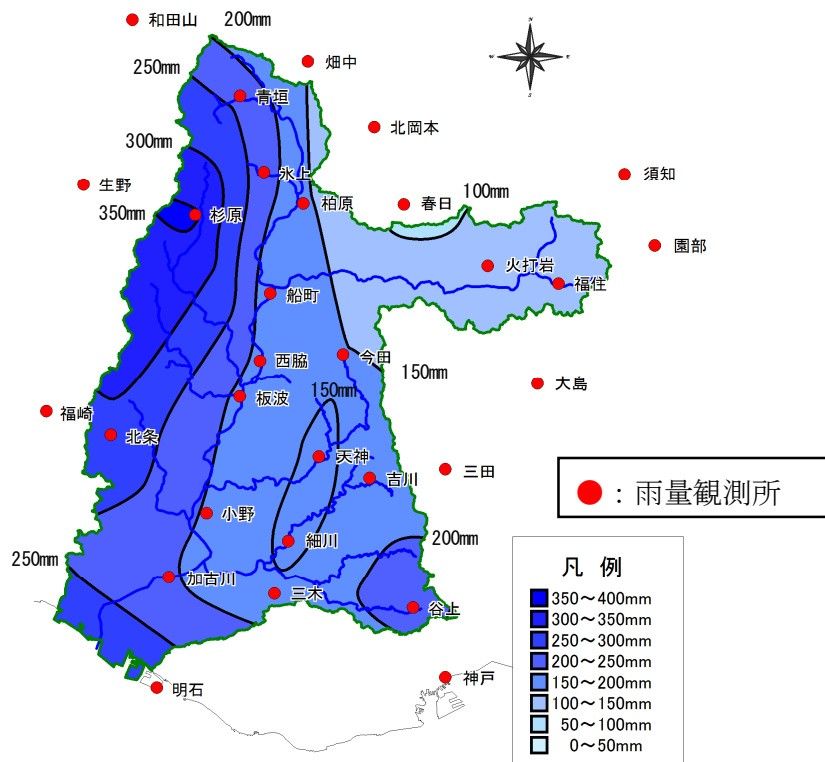 和田山
200mm
N
W
E
S
畑中
250mm
青垣
北岡本
300mm
氷上
須知
生野
柏原
春日
100mm
350mm
杉原
園部
火打岩
福住
船町
西脇
今田
150mm
大島
150mm
板波
福崎
北条
天神
三田
吉川
：雨量観測所
小野
200mm
細川
250mm
加古川
三木
谷上
凡 例
350～400mm
300～350mm
250～300mm
200～250mm
150～200mm
100～150mm
50～100mm
0～50mm
神戸
明石